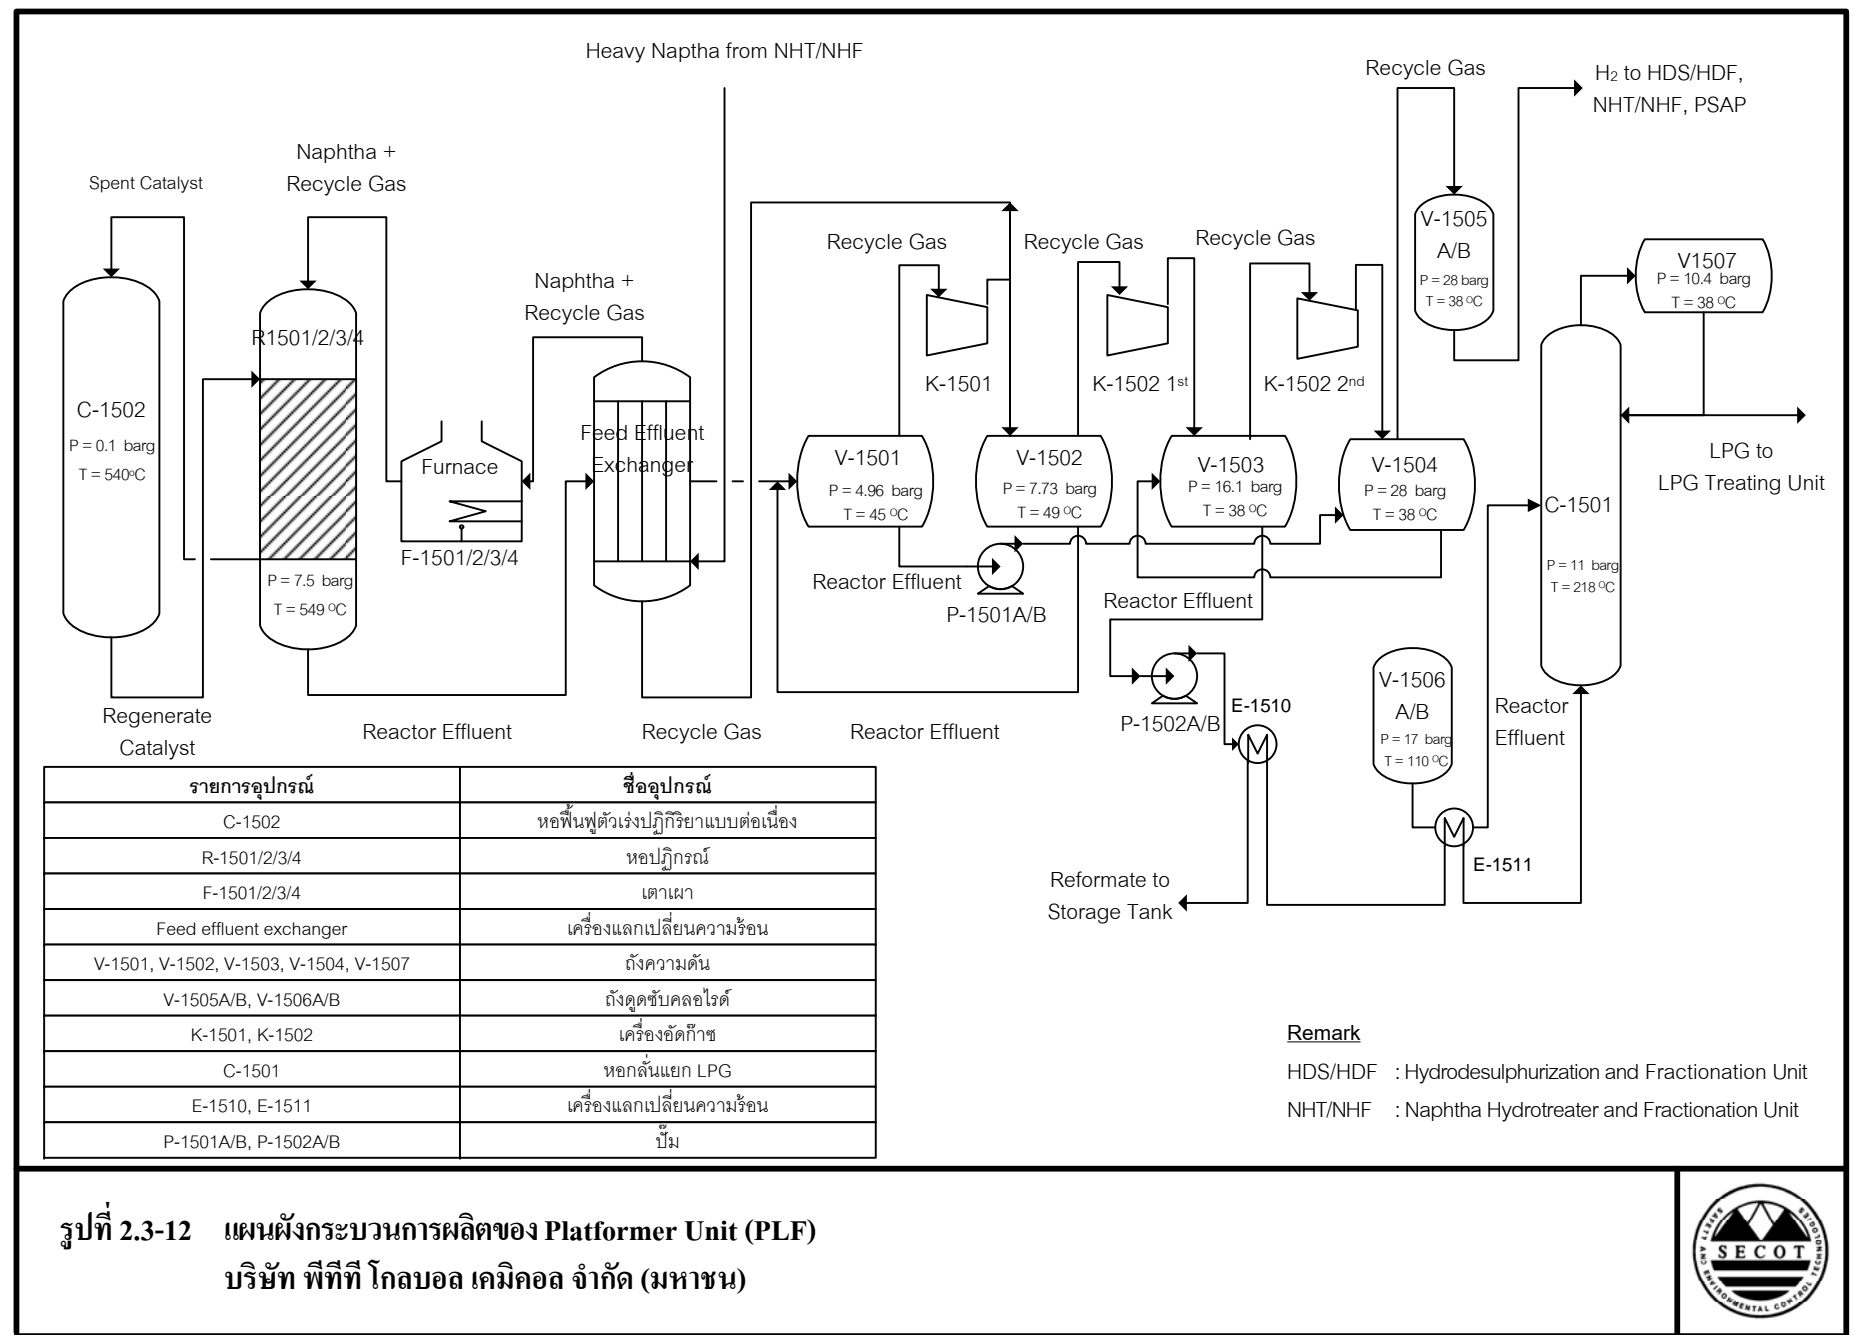 Heavy Naptha from NHT/NHF
Recycle Gas
H₂ to HDS/HDF,
NHT/NHF, PSAP
Spent Catalyst
Naphtha +
Recycle Gas
Naphtha +
Recycle Gas
Recycle Gas
Recycle Gas
Recycle Gas
V-1505
A/B
P = 28 barg
T = 38 ᴼC
V1507
P = 10.4 barg
T = 38 ᴼC
R1501/2/3/4
C-1502
P = 0.1 barg
T = 540ᵒC
P = 7.5 barg
T = 549 ᴼC
Furnace
F-1501/2/3/4
Feed Effluent
Exchanger
K-1501
K-1502 1st
K-1502 2nd
V-1501
P = 4.96 barg
T = 45 ᴼC
V-1502
P = 7.73 barg
T = 49 ᴼC
V-1503
P = 16.1 barg
T = 38 ᴼC
V-1504
P = 28 barg
T = 38 ᴼC
LPG to
LPG Treating Unit
C-1501
P = 11 barg
T = 218 ᴼC
Reactor Effluent
P-1501A/B
Reactor Effluent
P-1502A/B
E-1510
V-1506
A/B
P = 17 barg
T = 110 ᴼC
Reactor
Effluent
E-1511
Reformate to
Storage Tank
Regenerate
Catalyst
Reactor Effluent
Recycle Gas
Reactor Effluent
รายการอุปกรณ์ ชื่ออุปกรณ์
C-1502 หอฟื้นฟูตัวเร่งปฏิกิริยาแบบต่อเนื่อง
R-1501/2/3/4 หอปฏิกรณ์
F-1501/2/3/4 เตาเผา
Feed effluent exchanger เครื่องแลกเปลี่ยนความร้อน
V-1501, V-1502, V-1503, V-1504, V-1507 ถังความดัน
V-1505A/B, V-1506A/B ถังดูดซับคลอไรด์
K-1501, K-1502 เครื่องอัดก๊าซ
C-1501 หอกลั่นแยก LPG
E-1510, E-1511 เครื่องแลกเปลี่ยนความร้อน
P-1501A/B, P-1502A/B ปั๊ม
Remark
HDS/HDF : Hydrodesulphurization and Fractionation Unit
NHT/NHF : Naphtha Hydrotreater and Fractionation Unit
รูปที่ 2.3-12 แผนผังกระบวนการผลิตของ Platformer Unit (PLF)
บริษัท พีทีที โกลบอล เคมิคอล จำกัด (มหาชน)
SECOT
SAFETY AND ENVIRONMENTAL CONTROL TECHNOLOGIES